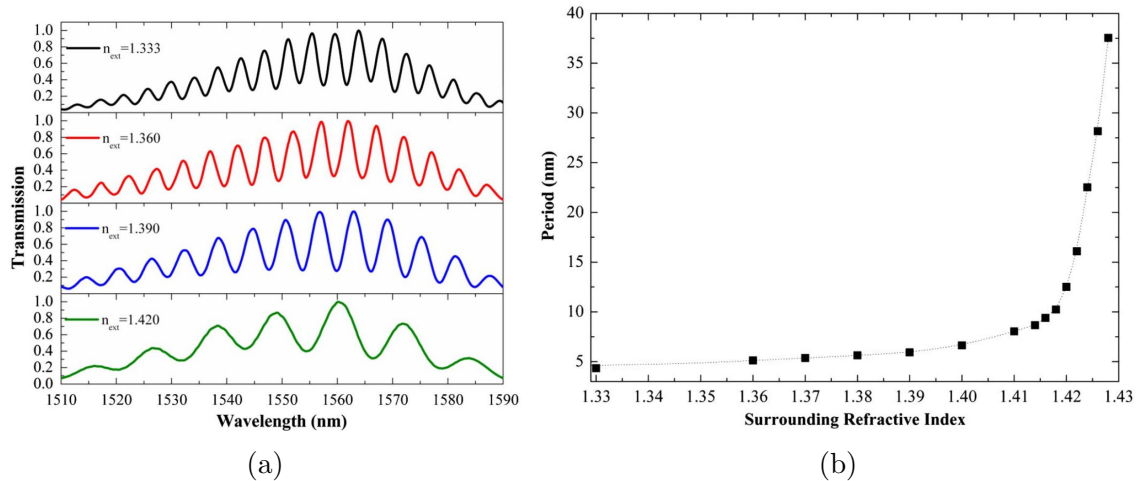 1.0
0.8
0.6
0.4
0.2
n_ext=1.333
1.0
0.8
0.6
0.4
0.2
n_ext=1.360
1.0
0.8
0.6
0.4
0.2
n_ext=1.390
1.0
0.8
0.6
0.4
0.2
0.0
n_ext=1.420
Transmission
1510 1520 1530 1540 1550 1560 1570 1580 1590
Wavelength (nm)
(a)
40
35
30
25
20
15
10
5
Period (nm)
1.33 1.34 1.35 1.36 1.37 1.38 1.39 1.40 1.41 1.42 1.43
Surrounding Refractive Index
(b)